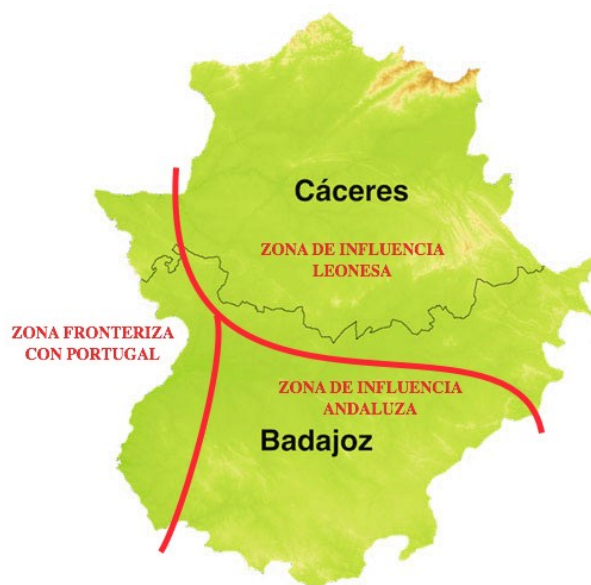 Cáceres
ZONA DE INFLUENCIA
LEONESA
ZONA FRONTERIZA
CON PORTUGAL
ZONA DE INFLUENCIA
ANDALUZA
Badajoz